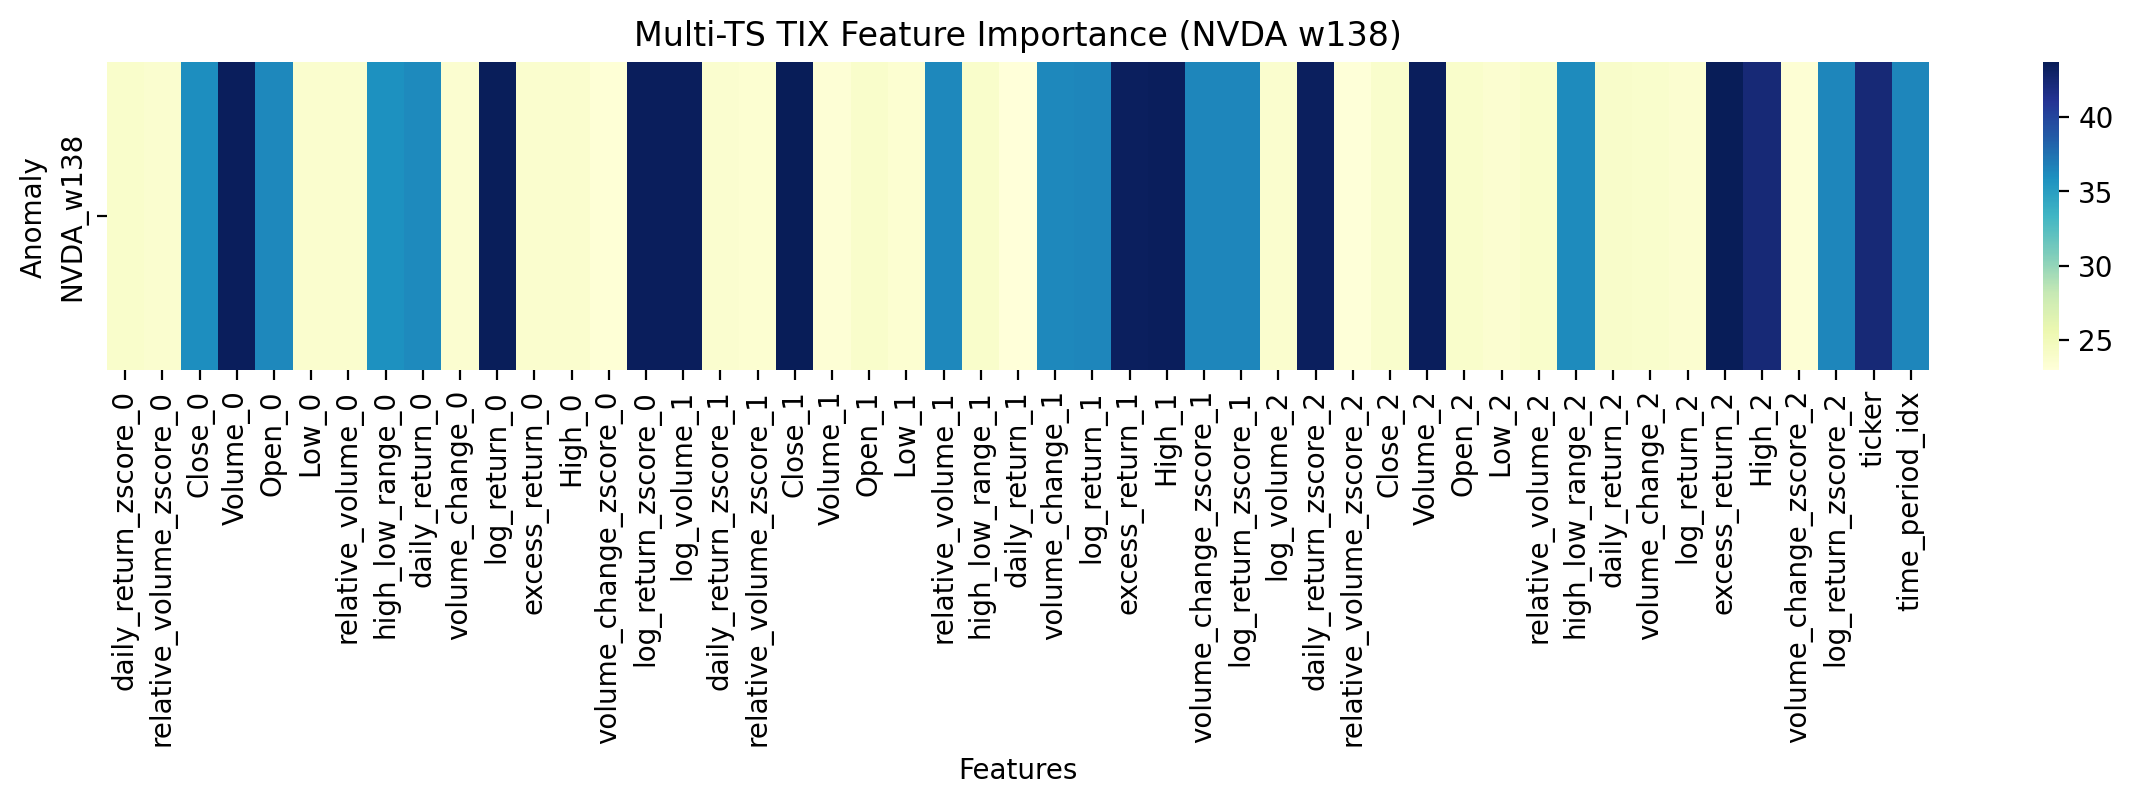 Multi-TS TIX Feature Importance (NVDA w138)
Anomaly
NVDA_w138
40
35
30
25
daily_return_zscore_0
relative_volume_zscore_0
Close_0
Volume_0
Open_0
Low_0
relative_volume_0
high_low_range_0
daily_return_0
volume_change_0
log_return_0
excess_return_0
High_0
volume_change_zscore_0
log_return_zscore_0
log_volume_1
daily_return_zscore_1
relative_volume_zscore_1
Close_1
Volume_1
Open_1
Low_1
relative_volume_1
high_low_range_1
daily_return_1
volume_change_1
log_return_1
excess_return_1
High_1
volume_change_zscore_1
log_return_zscore_1
log_volume_2
daily_return_zscore_2
relative_volume_zscore_2
Close_2
Volume_2
Open_2
Low_2
relative_volume_2
high_low_range_2
daily_return_2
volume_change_2
log_return_2
excess_return_2
High_2
volume_change_zscore_2
log_return_zscore_2
ticker
time_period_idx
Features